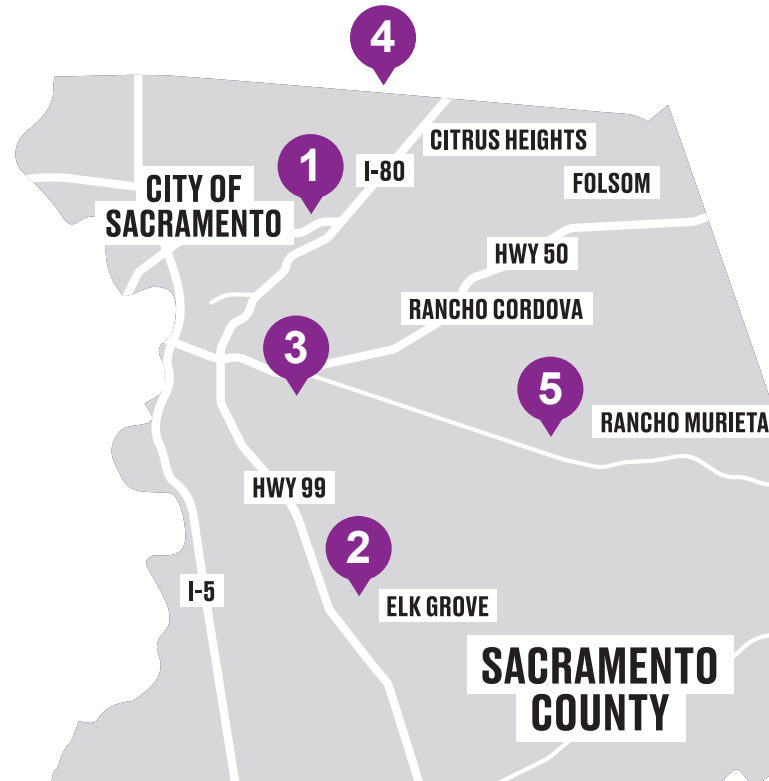 4
CITRUS HEIGHTS
1
I-80
FOLSOM
CITY OF
SACRAMENTO
HWY 50
RANCHO CORDOVA
3
5
RANCHO MURIETA
HWY 99
2
I-5
ELK GROVE
SACRAMENTO
COUNTY